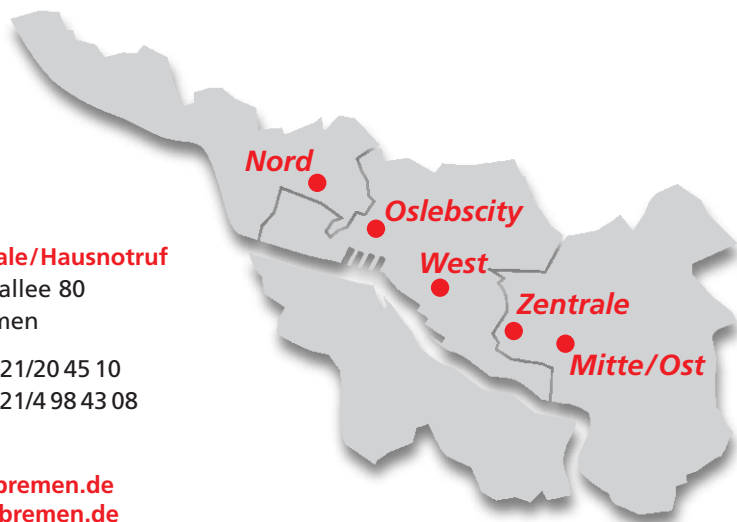 Nord
Oslebscity
West
Zentrale
Mitte/Ost
ale/Hausnotruf
allee 80
men
21/20 45 10
21/4 98 43 08
bremen.de
bremen.de